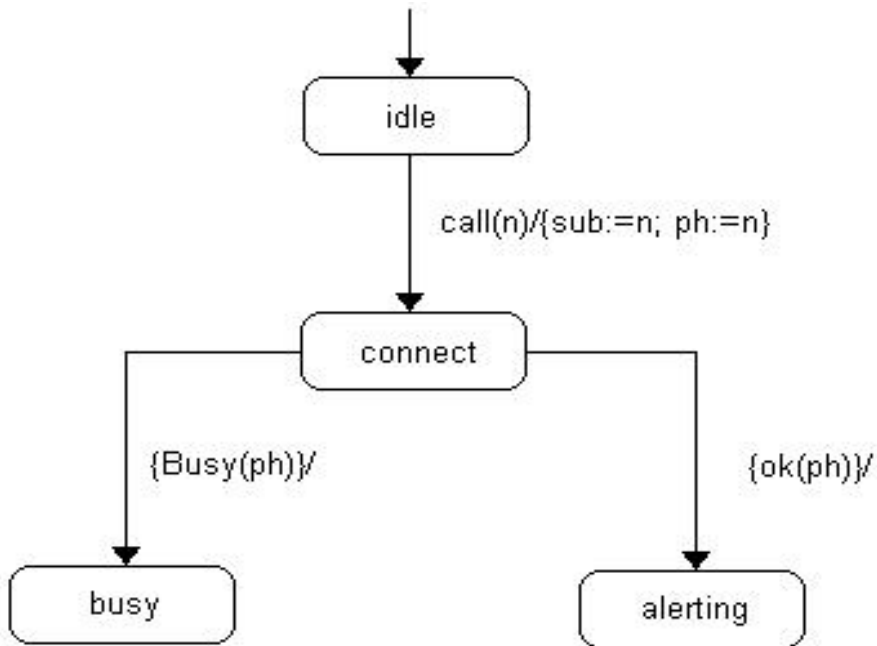 idle
call(n)/{sub:=n; ph:=n}
connect
{Busy(ph)}/
{ok(ph)}/
busy
alerting